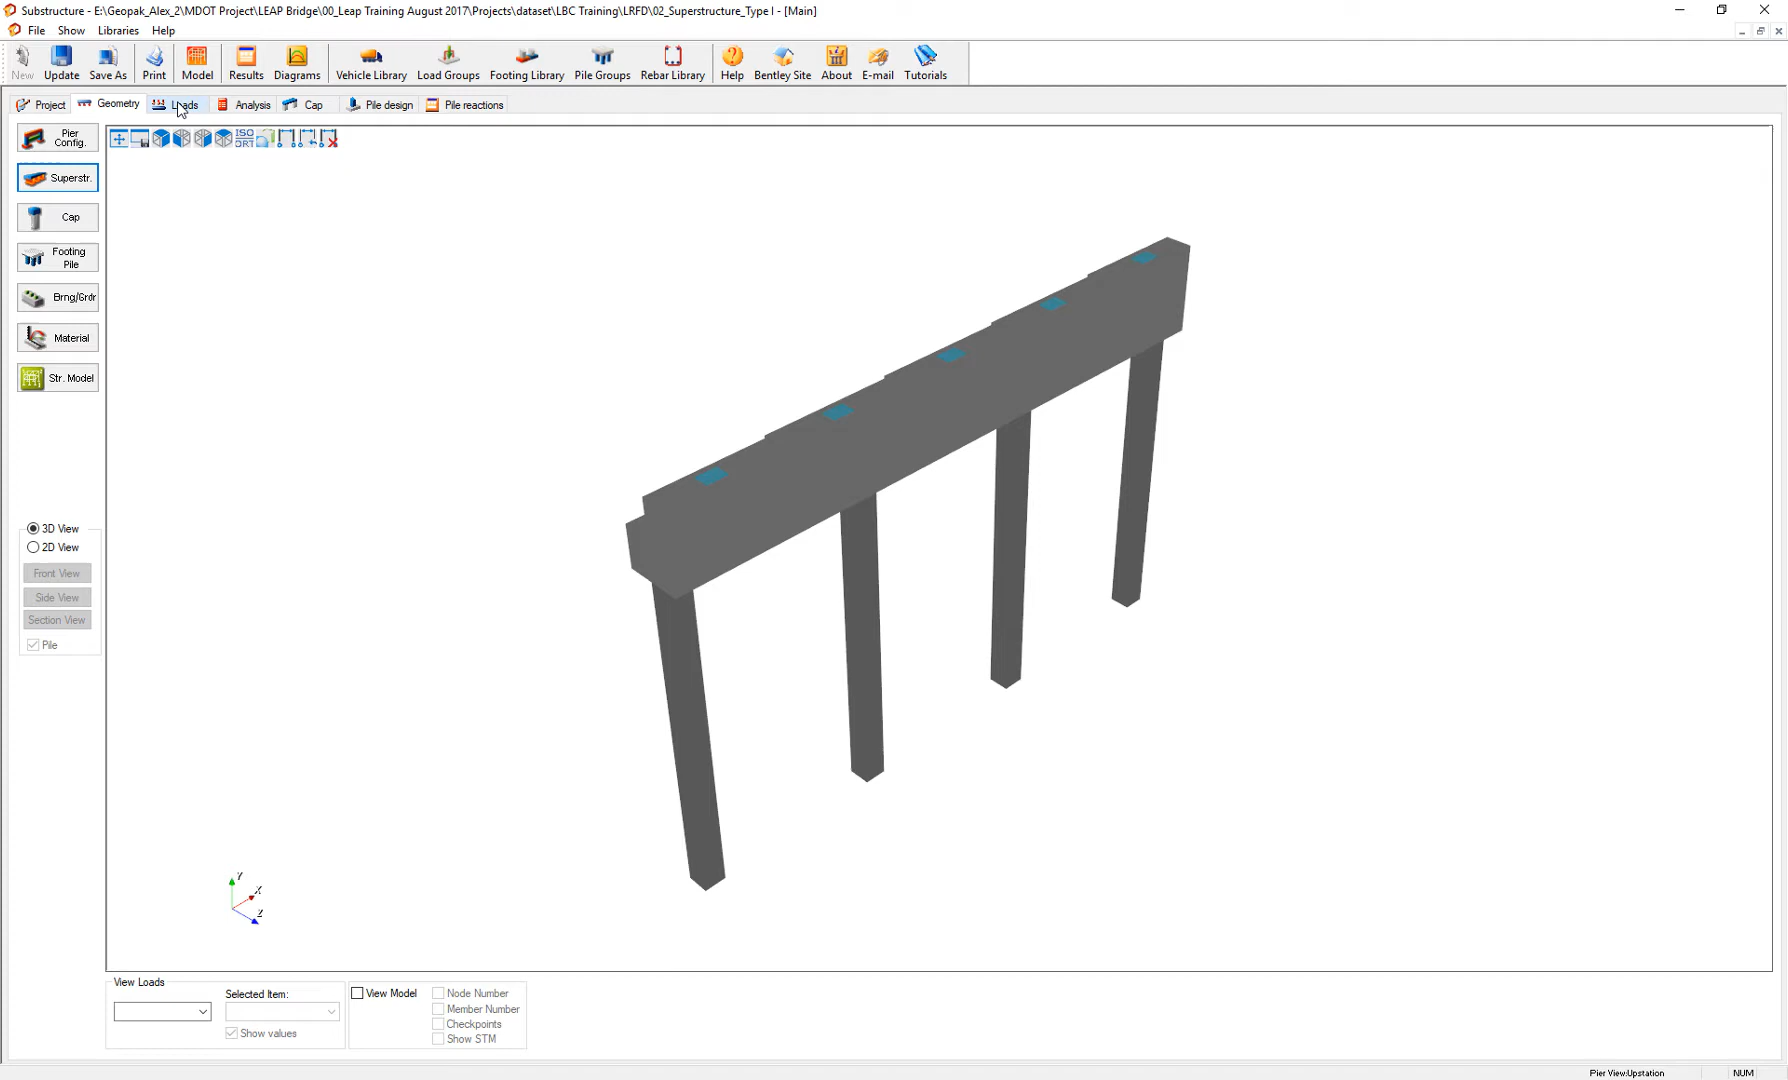 Substructure - E:\Geopak_Alex_2\MDOT Project\LEAP Bridge\00_Leap Training August 2017\Projects\dataset\LBC Training\LRFD\02_Superstructure_Type I - [Main]
File Show Libraries Help
New Update Save As Print Model Results Diagrams Vehicle Library Load Groups Footing Library Pile Groups Rebar Library Help Bentley Site About E-mail Tutorials
Project Geometry Loads Analysis Cap Pile design Pile reactions
ISO
ORT
Pier
Config.
Superstr.
Cap
Footing
Pile
Brng/Grdr
Material
Str. Model
3D View
2D View
Front View
Side View
Section View
Pile
Y
X
Z
View Loads
Selected Item:
Show values
View Model
Node Number
Member Number
Checkpoints
Show STM
Pier View:Upstation NUM